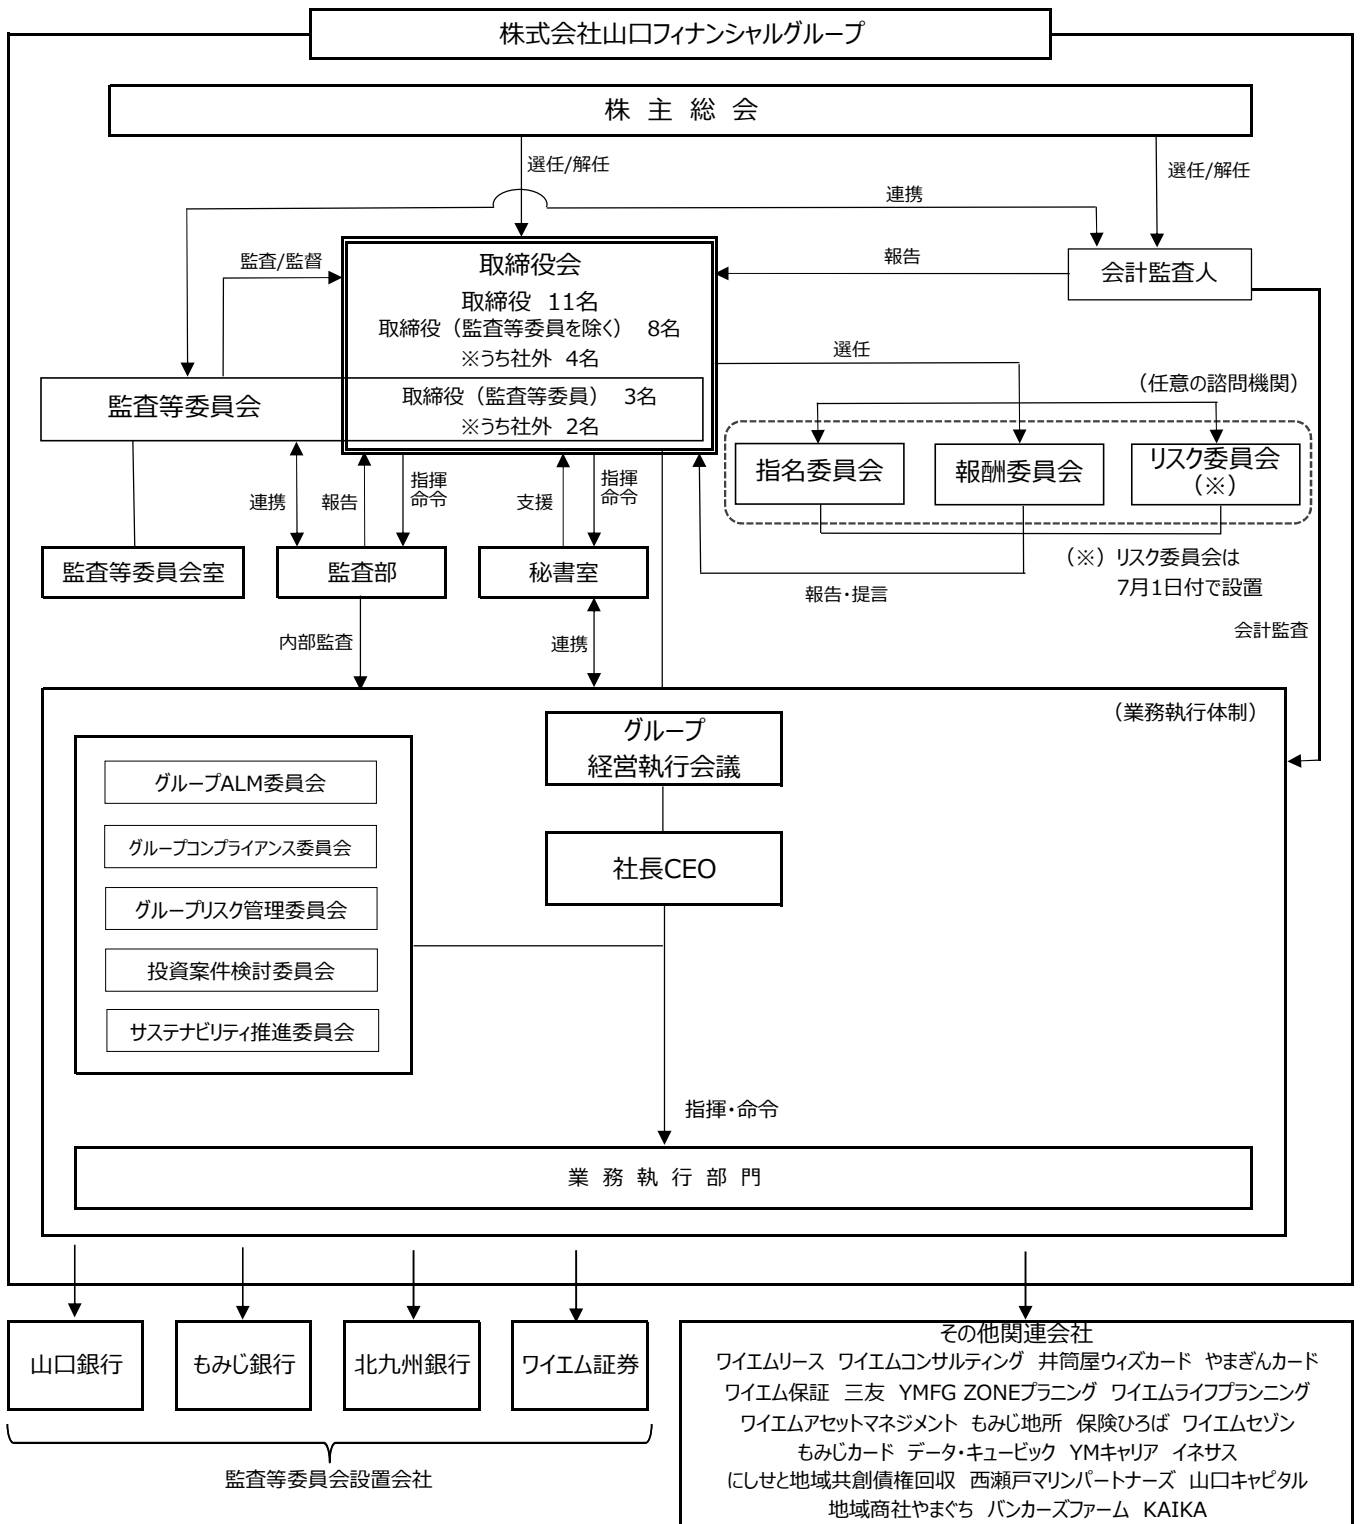 株式会社山口フィナンシャルグループ
株 主 総 会
選任/解任
選任/解任
連携
監査/監督
報告
取締役会
取締役 11名
取締役（監査等委員を除く） 8名
※うち社外 4名
会計監査人
選任
（任意の諮問機関）
監査等委員会
取締役（監査等委員） 3名
※うち社外 2名
指名委員会
報酬委員会
リスク委員会
（※）
連携
報告
指揮
命令
支援
指揮
命令
監査等委員会室
監査部
秘書室
（※）リスク委員会は
7月1日付で設置
報告・提言
会計監査
内部監査
連携
（業務執行体制）
グループ
経営執行会議
グループALM委員会
グループコンプライアンス委員会
社長CEO
グループリスク管理委員会
投資案件検討委員会
サステナビリティ推進委員会
指揮・命令
業 務 執 行 部 門
山口銀行
もみじ銀行
北九州銀行
ワイエム証券
監査等委員会設置会社
その他関連会社
ワイエムリース ワイエムコンサルティング 井筒屋ウィズカード やまぎんカード
ワイエム保証 三友 YMFG ZONEプラニング ワイエムライフプランニング
ワイエムアセットマネジメント もみじ地所 保険ひろば ワイエムセゾン
もみじカード データ・キュービック YMキャリア イネサス
にしせと地域共創債権回収 西瀬戸マリンパートナーズ 山口キャピタル
地域商社やまぐち バンカーズファーム KAIKA